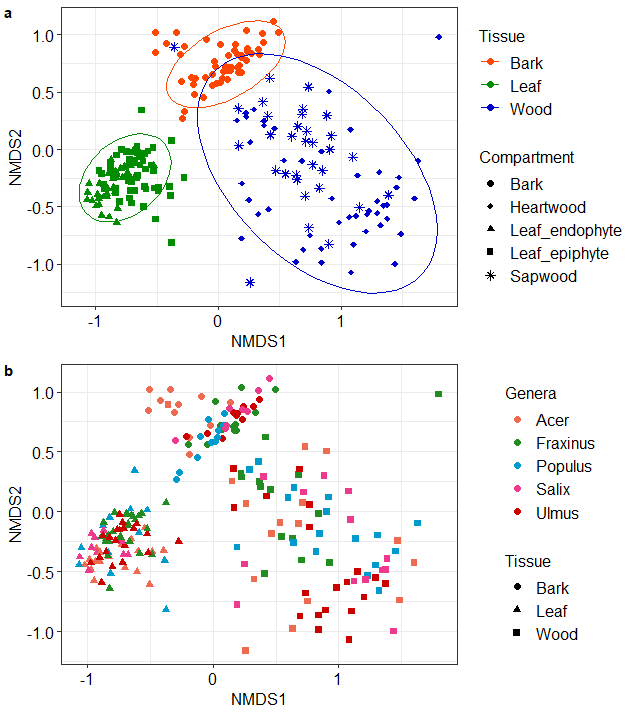 a
1.0
0.5
0.0
-0.5
-1.0
NMDS2
-1
0
1
NMDS1
Tissue
Bark
Leaf
Wood
Compartment
Bark
Heartwood
Leaf_endophyte
Leaf_epiphyte
Sapwood
b
1.0
0.5
0.0
-0.5
-1.0
NMDS2
-1
0
1
NMDS1
Genera
Acer
Fraxinus
Populus
Salix
Ulmus
Tissue
Bark
Leaf
Wood